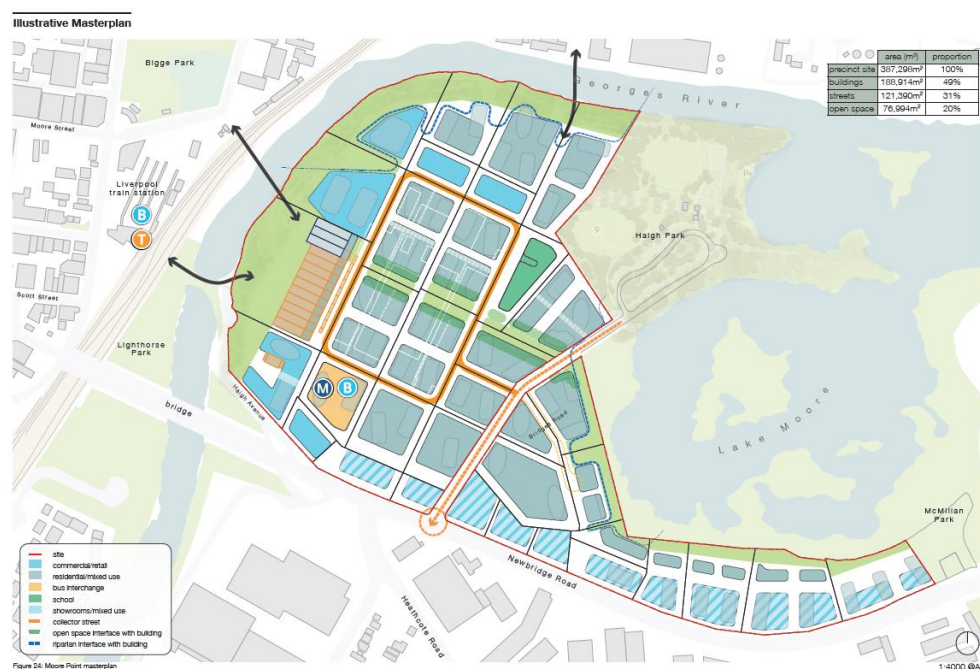 Illustrative Masterplan
Bigge Park
Georges River
area (m²) proportion
precinct site 387,298m² 100%
buildings 188,914m² 49%
streets 121,390m² 31%
open space 76,994m² 20%
Moore Street
Liverpool
train station
B
T
Haigh Park
Scott Street
Lighthorse
Park
bridge
Haigh Avenue
M
B
Bridges Road
Lake Moore
McMillan
Park
Newbridge Road
Heathcote Road
site
commercial/retail
residential/mixed use
bus interchange
school
showrooms/mixed use
collector street
open space interface with building
riparian interface with building
Figure 24: Moore Point masterplan
1:4000